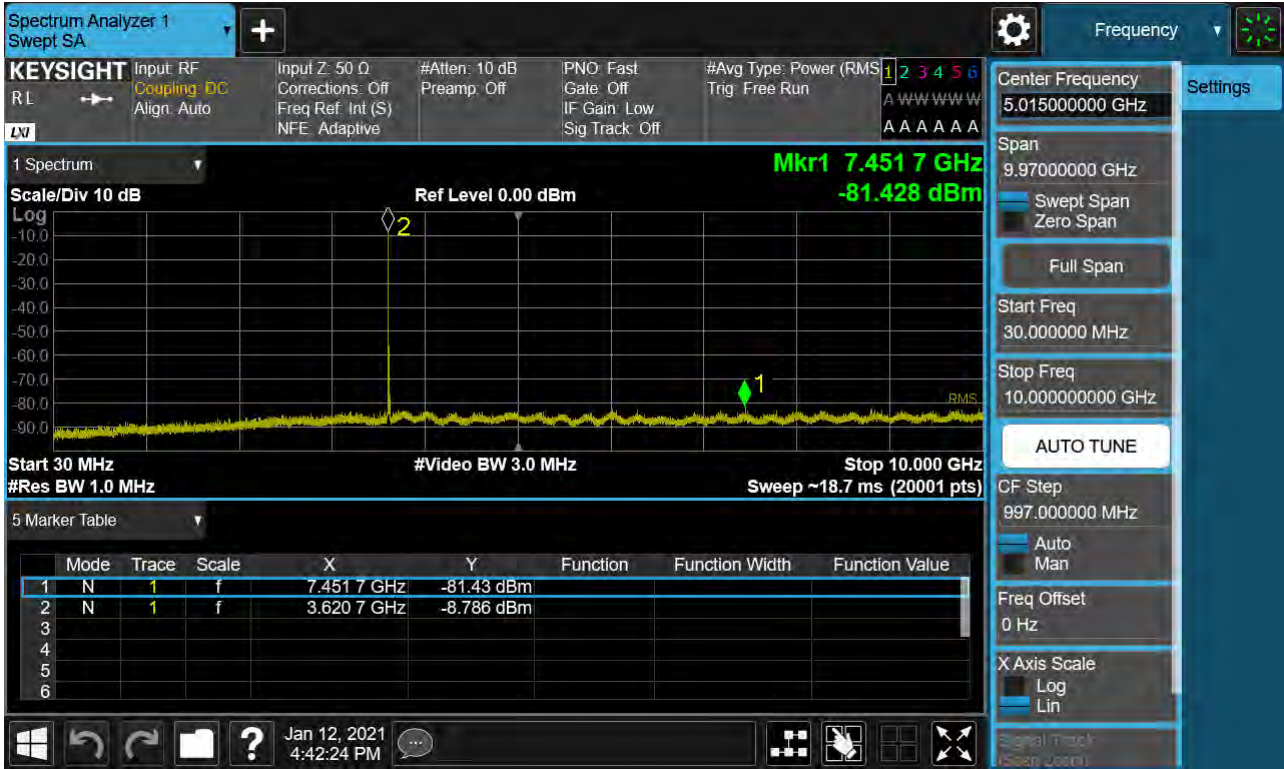 Spectrum Analyzer 1
Swept SA
Frequency
KEYSIGHT
RL
LXI
Input: RF
Coupling: DC
Align: Auto
Input Z: 50 Ω
Corrections: Off
Freq Ref: Int (S)
NFE: Adaptive
#Atten: 10 dB
Preamp: Off
PNO: Fast
Gate: Off
IF Gain: Low
Sig Track: Off
#Avg Type: Power (RMS
Trig: Free Run
1 2 3 4 5 6
A W W W W W
A A A A A A
1 Spectrum
Mkr1 7.451 7 GHz
-81.428 dBm
Scale/Div 10 dB
Ref Level 0.00 dBm
Log
2
-10.0
-20.0
-30.0
-40.0
-50.0
-60.0
-70.0
1
-80.0
RMS
-90.0
Start 30 MHz
#Video BW 3.0 MHz
Stop 10.000 GHz
#Res BW 1.0 MHz
Sweep ~18.7 ms (20001 pts)
5 Marker Table
Mode Trace Scale X Y Function Function Width Function Value
1 N 1 f 7.451 7 GHz -81.43 dBm
2 N 1 f 3.620 7 GHz -8.786 dBm
3
4
5
6
?
Jan 12, 2021
4:42:24 PM
Center Frequency
5.015000000 GHz
Settings
Span
9.97000000 GHz
Swept Span
Zero Span
Full Span
Start Freq
30.000000 MHz
Stop Freq
10.000000000 GHz
AUTO TUNE
CF Step
997.000000 MHz
Auto
Man
Freq Offset
0 Hz
X Axis Scale
Log
Lin
Signal Track
(Span Zoom)